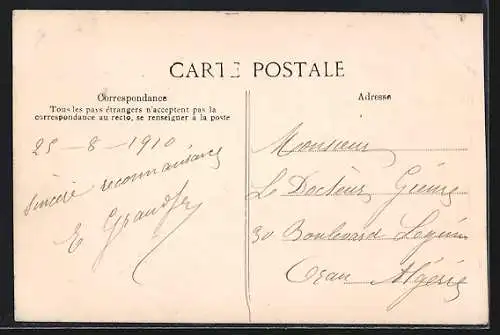 CARTE POSTALE
Correspondance
Tous les pays étrangers n'acceptent pas la
correspondance au recto, se renseigner à la poste
Adresse
25 - 8 - 1910
Sincère reconnaissance
E
Monsieur
Le Docteur
30 Boulevard
Oran Algérie